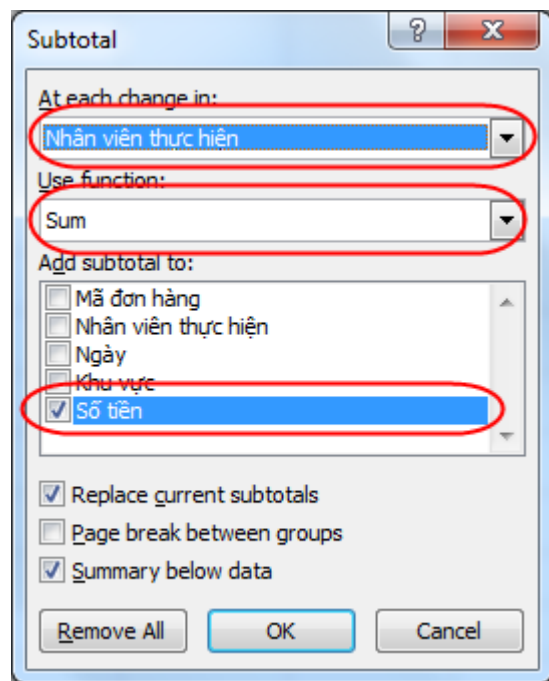 Subtotal
At each change in:
Nhân viên thực hiện
Use function:
Sum
Add subtotal to:
Mã đơn hàng
Nhân viên thực hiện
Ngày
Khu vực
Số tiền
Replace current subtotals
Page break between groups
Summary below data
Remove All OK Cancel